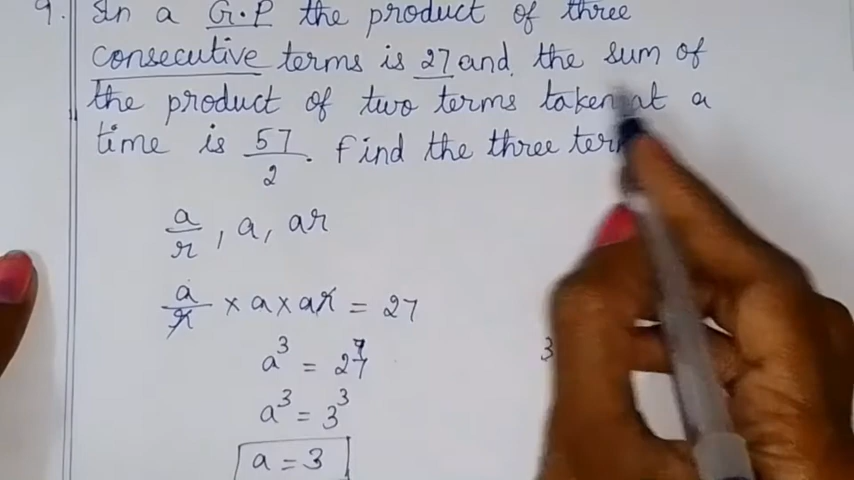 9. In a G.P the product of three
consecutive terms is 27 and the sum of
the product of two terms taken at a
time is 57/2. Find the three
a/r, a, ar
a/r × a × ar = 27
a³ = 27
a³ = 3³
a = 3
3